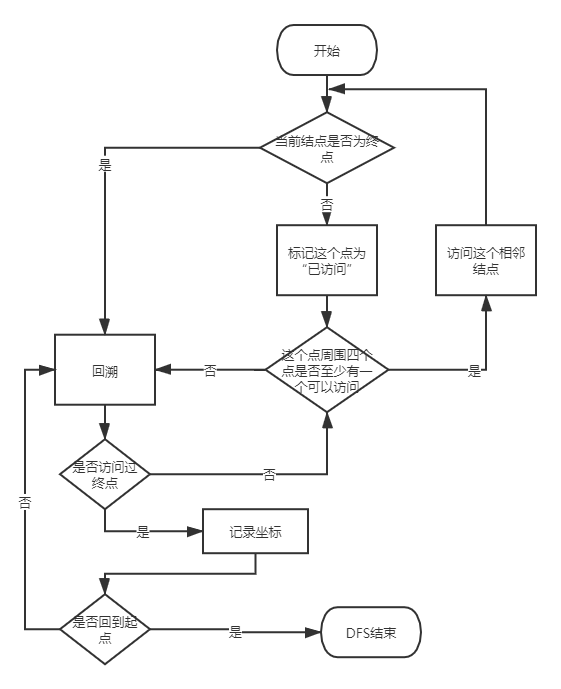 开始
当前结点是否为终
点
是
否
标记这个点为
“已访问”
访问这个相邻
结点
这个点周围四个
点是否至少有一
个可以访问
否
是
回溯
是否访问过
终点
否
否
是
记录坐标
是否回到起
点
是
DFS结束